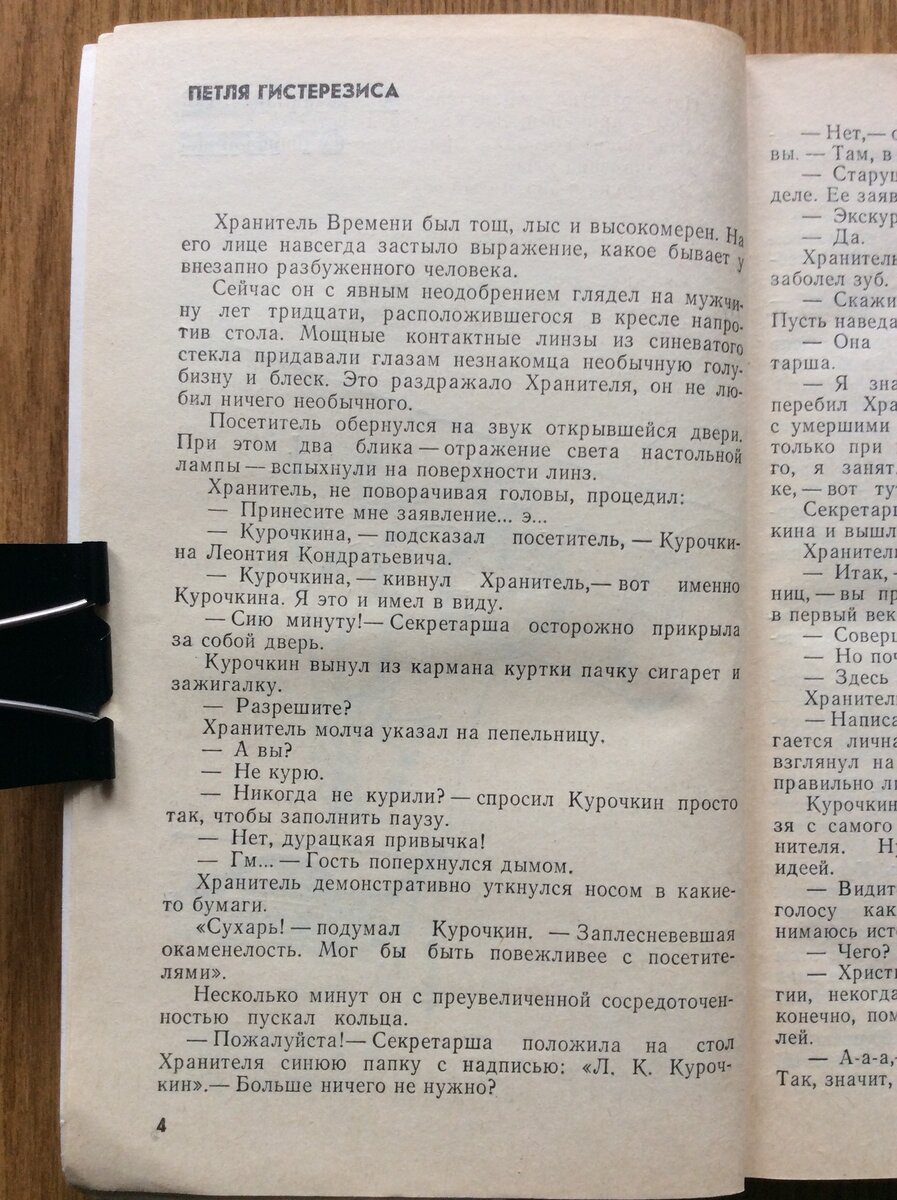 ПЕТЛЯ ГИСТЕРЕЗИСА
Хранитель Времени был тощ, лыс и высокомерен. На
его лице навсегда застыло выражение, какое бывает у
внезапно разбуженного человека.
Сейчас он с явным неодобрением глядел на мужчи-
ну лет тридцати, расположившегося в кресле напро-
тив стола. Мощные контактные линзы из синеватого
стекла придавали глазам незнакомца необычную голу-
бизну и блеск. Это раздражало Хранителя, он не лю-
бил ничего необычного.
Посетитель обернулся на звук открывшейся двери.
При этом два блика — отражение света настольной
лампы — вспыхнули на поверхности линз.
Хранитель, не поворачивая головы, процедил:
— Принесите мне заявление... э...
— Курочкина, — подсказал посетитель, — Курочки-
на Леонтия Кондратьевича.
— Курочкина, — кивнул Хранитель,— вот именно
Курочкина. Я это и имел в виду.
— Сию минуту!— Секретарша осторожно прикрыла
за собой дверь.
Курочкин вынул из кармана куртки пачку сигарет и
зажигалку.
— Разрешите?
Хранитель молча указал на пепельницу.
— А вы?
— Не курю.
— Никогда не курили? — спросил Курочкин просто
так, чтобы заполнить паузу.
— Нет, дурацкая привычка!
— Гм... — Гость поперхнулся дымом.
Хранитель демонстративно уткнулся носом в какие-
то бумаги.
«Сухарь! — подумал Курочкин. — Заплесневевшая
окаменелость. Мог бы быть повежливее с посетите-
лями».
Несколько минут он с преувеличенной сосредоточен-
ностью пускал кольца.
— Пожалуйста!— Секретарша положила на стол
Хранителя синюю папку с надписью: «Л. К. Куроч-
кин».— Больше ничего не нужно?
4
— Нет,—
вы. — Там, в
— Старуш
деле. Ее заяв
— Экскур
— Да.
Хранитель
заболел зуб.
— Скажи
Пусть наведа
— Она
тарша.
— Я зна
перебил Хра
с умершими
только при
го, я занят.
ке, — вот ту
Секретар
кина и вышл
Хранител
— Итак,
ниц, — вы пр
в первый век
— Соверш
— Но поч
— Здесь
Хранител
— Написа
гается лична
взглянул на
правильно ли
Курочкин
зя с самого
нителя. Ну
идеей.
— Видит
голосу как
нимаюсь ист
— Чего?
— Христи
гии, некогда
конечно, пом
лей.
— А-а-а,
Так, значит,